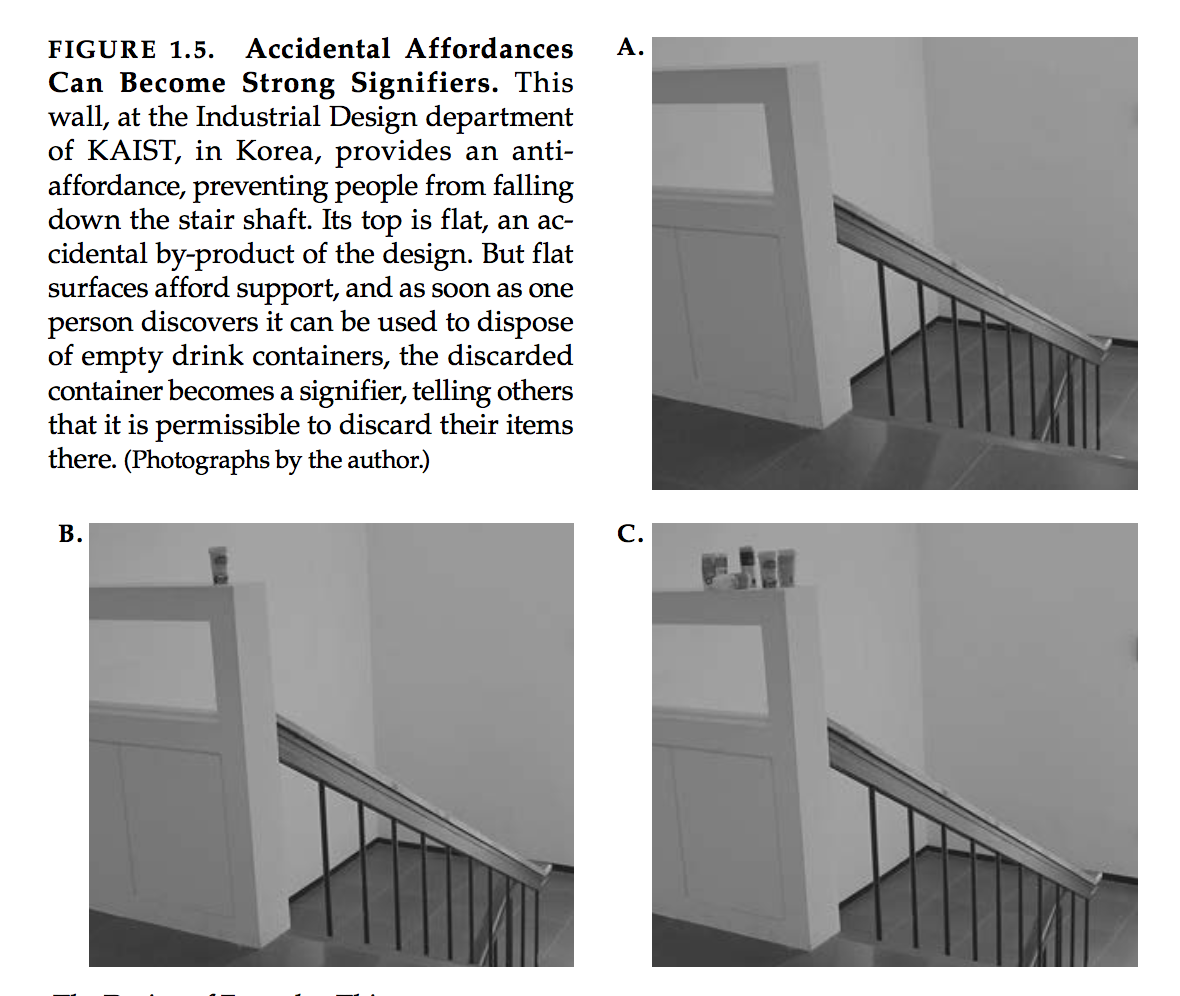 FIGURE 1.5. Accidental Affordances
Can Become Strong Signifiers. This
wall, at the Industrial Design department
of KAIST, in Korea, provides an anti-
affordance, preventing people from falling
down the stair shaft. Its top is flat, an ac-
cidental by-product of the design. But flat
surfaces afford support, and as soon as one
person discovers it can be used to dispose
of empty drink containers, the discarded
container becomes a signifier, telling others
that it is permissible to discard their items
there. (Photographs by the author.)
A.
B.
C.